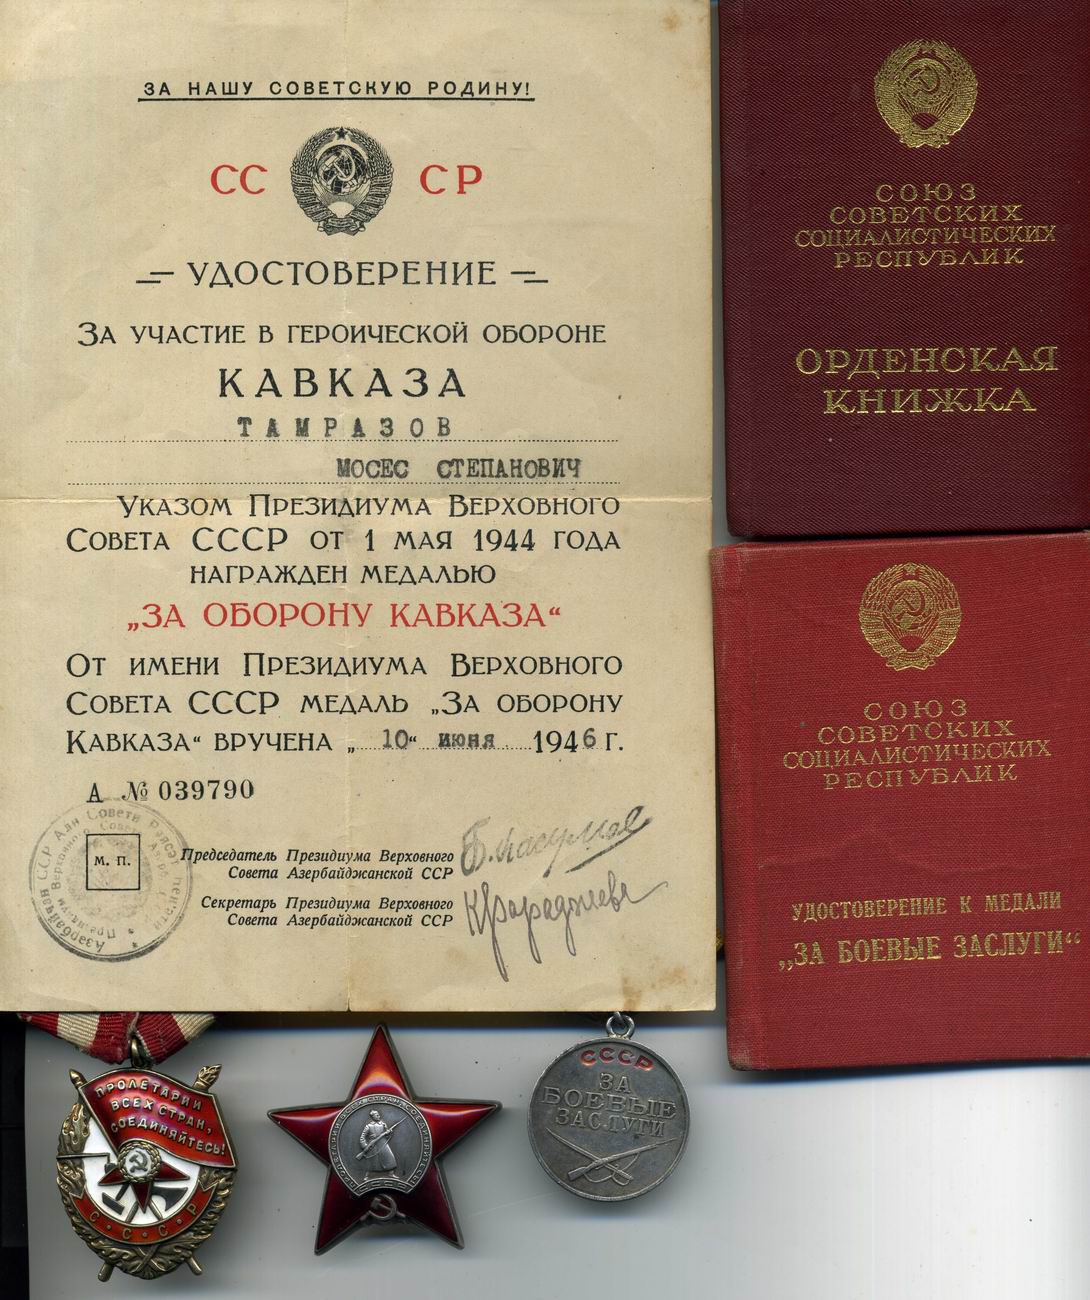 ЗА НАШУ СОВЕТСКУЮ РОДИНУ!
СС СР
УДОСТОВЕРЕНИЕ
ЗА УЧАСТИЕ В ГЕРОИЧЕСКОЙ ОБОРОНЕ
КАВКАЗА
ТАМРАЗОВ
МОСЕС СТЕПАНОВИЧ
УКАЗОМ ПРЕЗИДИУМА ВЕРХОВНОГО
СОВЕТА СССР ОТ 1 МАЯ 1944 ГОДА
НАГРАЖДЕН МЕДАЛЬЮ
„ЗА ОБОРОНУ КАВКАЗА“
ОТ ИМЕНИ ПРЕЗИДИУМА ВЕРХОВНОГО
СОВЕТА СССР МЕДАЛЬ „ЗА ОБОРОНУ
КАВКАЗА“ ВРУЧЕНА „10“ июня 1946 Г.
А № 039790
М. П.
Председатель Президиума Верховного
Совета Азербайджанской ССР
Секретарь Президиума Верховного
Совета Азербайджанской ССР
СОЮЗ
СОВЕТСКИХ
СОЦИАЛИСТИЧЕСКИХ
РЕСПУБЛИК
ОРДЕНСКАЯ
КНИЖКА
СОЮЗ
СОВЕТСКИХ
СОЦИАЛИСТИЧЕСКИХ
РЕСПУБЛИК
УДОСТОВЕРЕНИЕ К МЕДАЛИ
„ЗА БОЕВЫЕ ЗАСЛУГИ“
ПРОЛЕТАРИИ
ВСЕХ СТРАН,
СОЕДИНЯЙТЕСЬ!
С·С·С·Р
ПРОЛЕТАРИИ ВСЕХ СТРАН, СОЕДИНЯЙТЕСЬ!
СССР
СССР
ЗА
БОЕВЫЕ
ЗАСЛУГИ